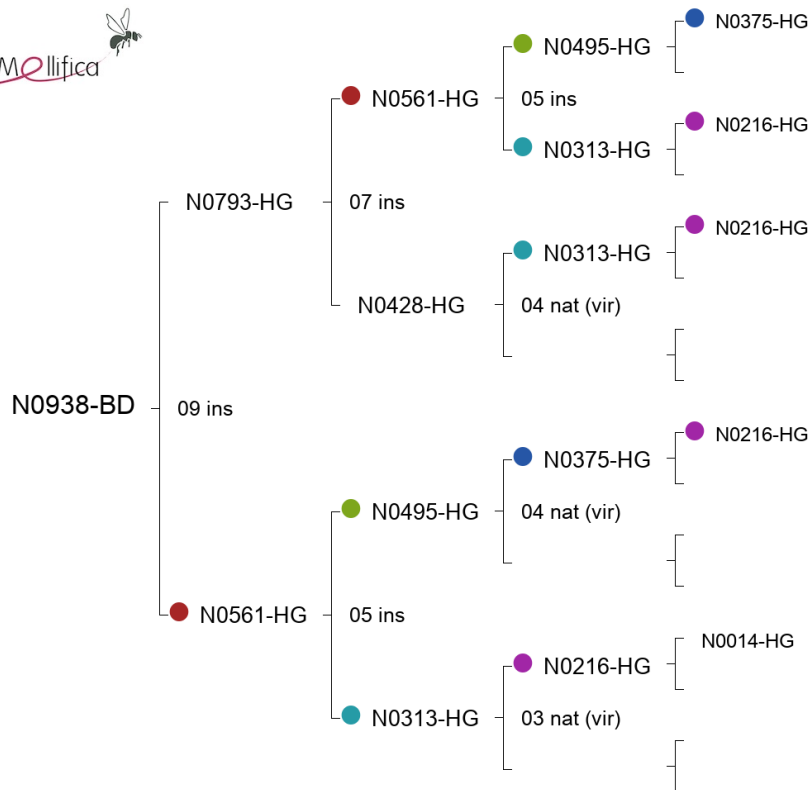 Mellifica
N0375-HG
N0495-HG
N0561-HG
05 ins
N0216-HG
N0313-HG
N0793-HG
07 ins
N0216-HG
N0313-HG
N0428-HG
04 nat (vir)
N0938-BD
09 ins
N0216-HG
N0375-HG
N0495-HG
04 nat (vir)
N0561-HG
05 ins
N0014-HG
N0216-HG
N0313-HG
03 nat (vir)